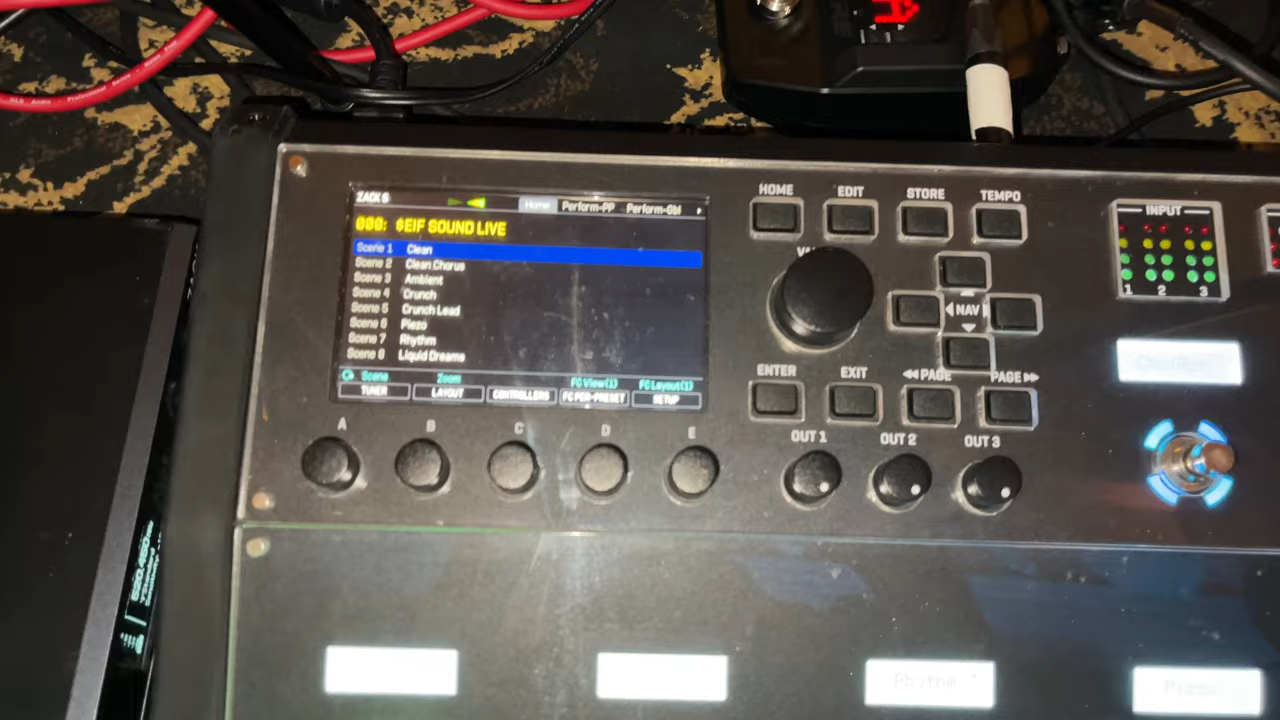 ZACK S
Home Perform-PP Perform-Gbl
000: $EIF SOUND LIVE
Scene 1 Clean
Scene 2 Clean Chorus
Scene 3 Ambient
Scene 4 Crunch
Scene 5 Crunch Lead
Scene 6 Piezo
Scene 7 Rhythm
Scene 8 Liquid Dreams
Scene Zoom FC View(1) FC Layout(1)
TUNER LAYOUT CONTROLLERS FC PER-PRESET SETUP
A B C D E
HOME EDIT STORE TEMPO
NAV
ENTER EXIT PAGE PAGE
OUT 1 OUT 2 OUT 3
INPUT
1 2 3
Rhythm